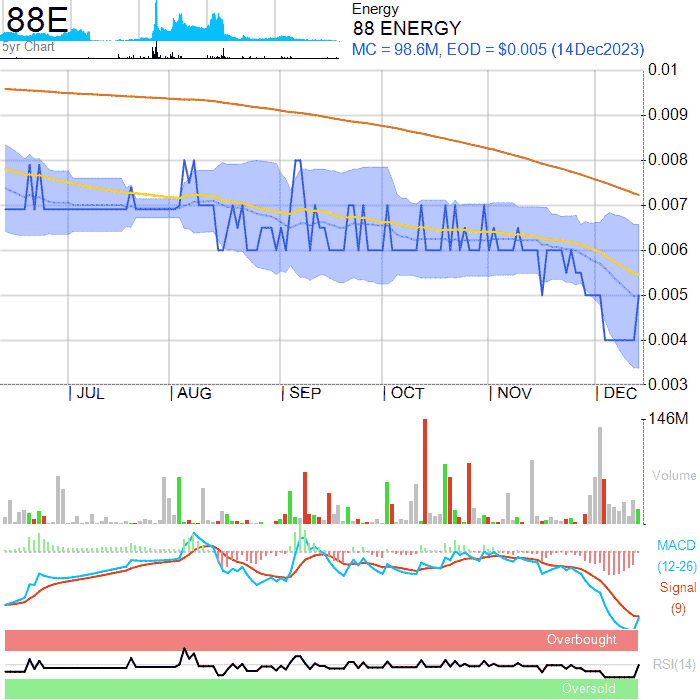 88E
5yr Chart
Energy
88 ENERGY
MC = 98.6M, EOD = $0.005 (14Dec2023)
0.01
0.009
0.008
0.007
0.006
0.005
0.004
0.003
JUL AUG SEP OCT NOV DEC
146M
Volume
MACD
(12-26)
Signal
(9)
Overbought
RSI(14)
Oversold